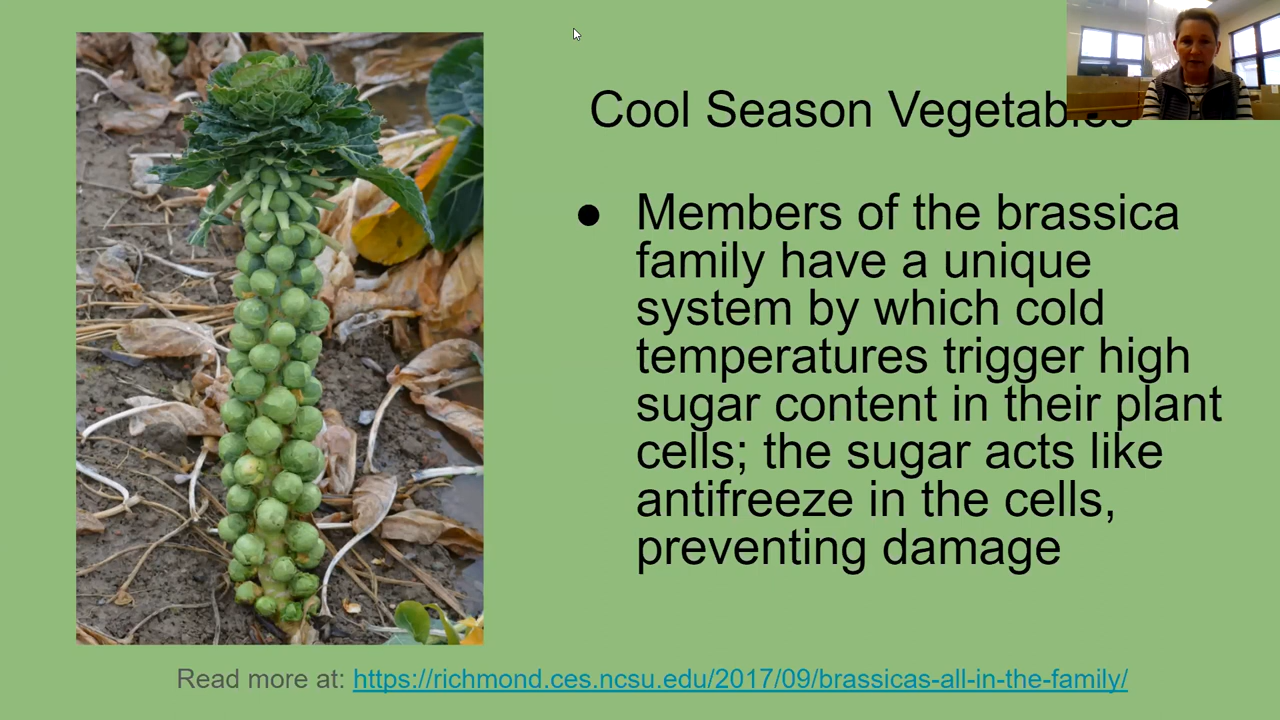 Cool Season Vegetables
● Members of the brassica
family have a unique
system by which cold
temperatures trigger high
sugar content in their plant
cells; the sugar acts like
antifreeze in the cells,
preventing damage
Read more at: https://richmond.ces.ncsu.edu/2017/09/brassicas-all-in-the-family/